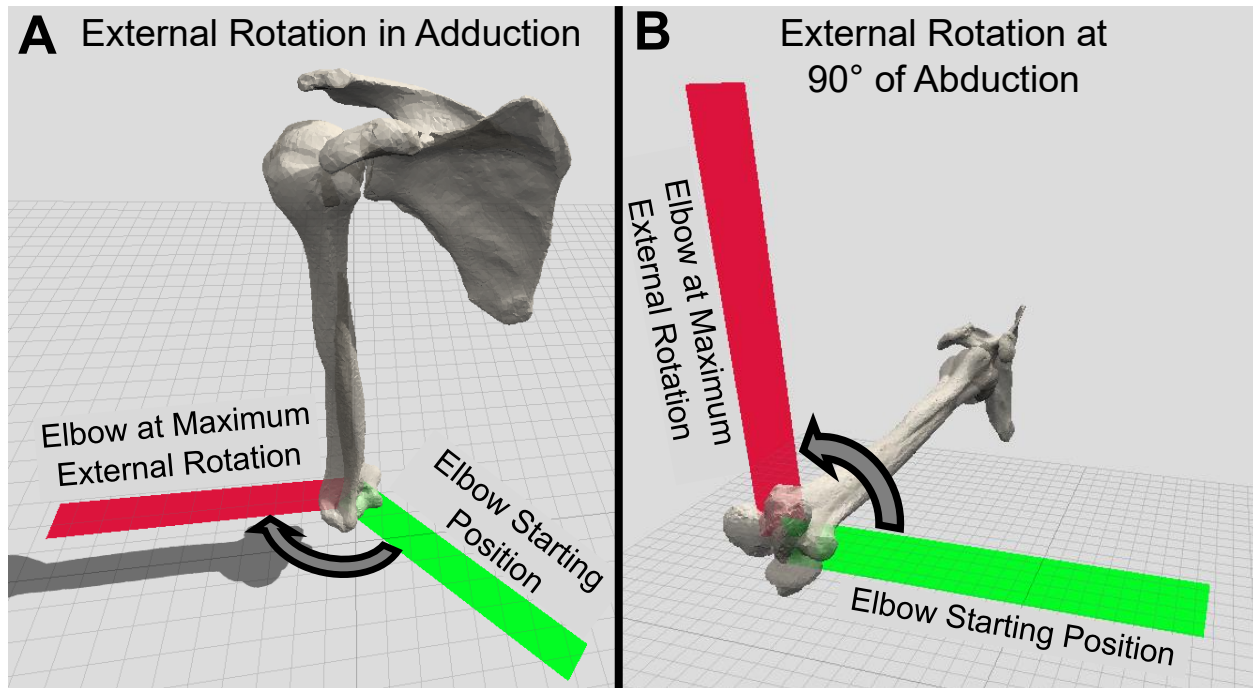 A External Rotation in Adduction
Elbow at Maximum
External Rotation
Elbow Starting
Position
B External Rotation at
90° of Abduction
Elbow at Maximum
External Rotation
Elbow Starting Position